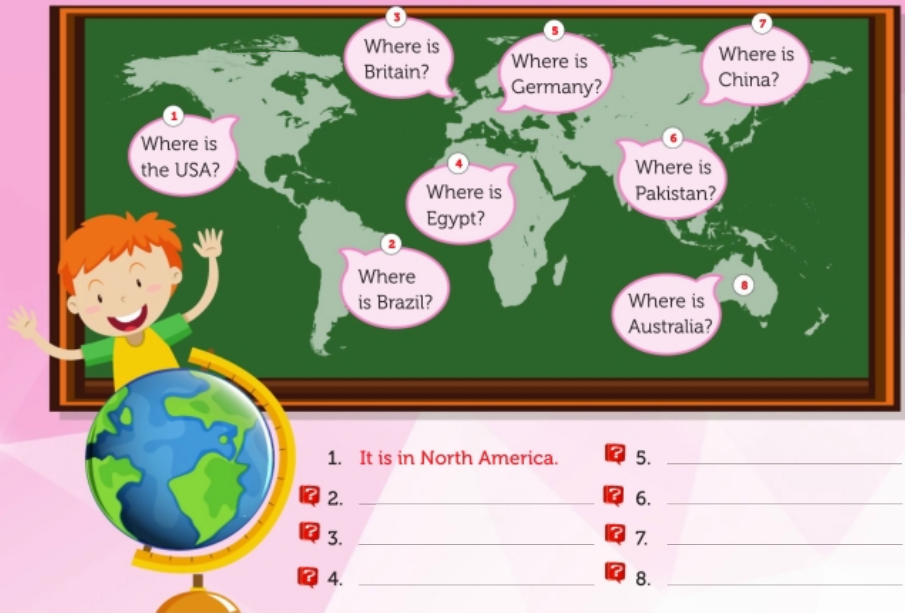 1
Where is
the USA?
2
Where
is Brazil?
3
Where is
Britain?
4
Where is
Egypt?
5
Where is
Germany?
6
Where is
Pakistan?
7
Where is
China?
8
Where is
Australia?
1. It is in North America.
? 2.
? 3.
? 4.
? 5.
? 6.
? 7.
? 8.